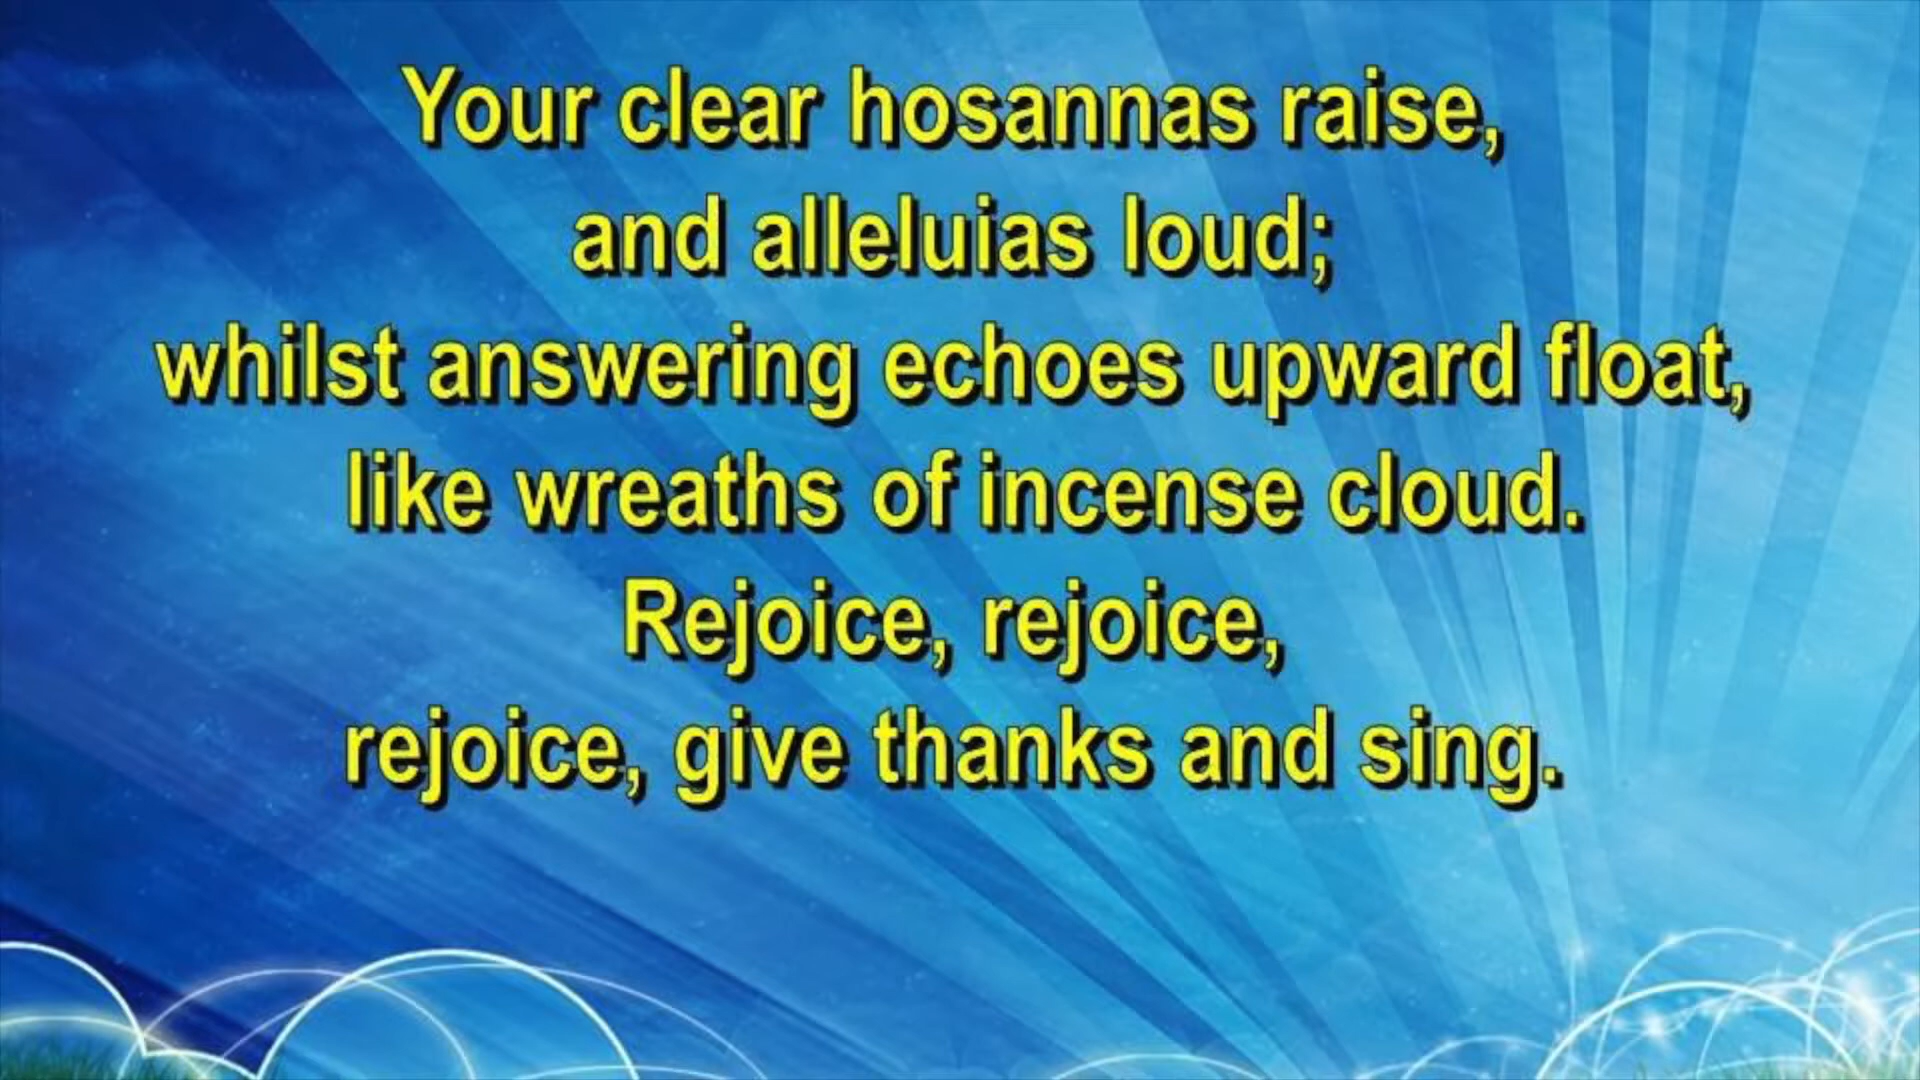 Your clear hosannas raise,
and alleluias loud;
whilst answering echoes upward float,
like wreaths of incense cloud.
Rejoice, rejoice,
rejoice, give thanks and sing.